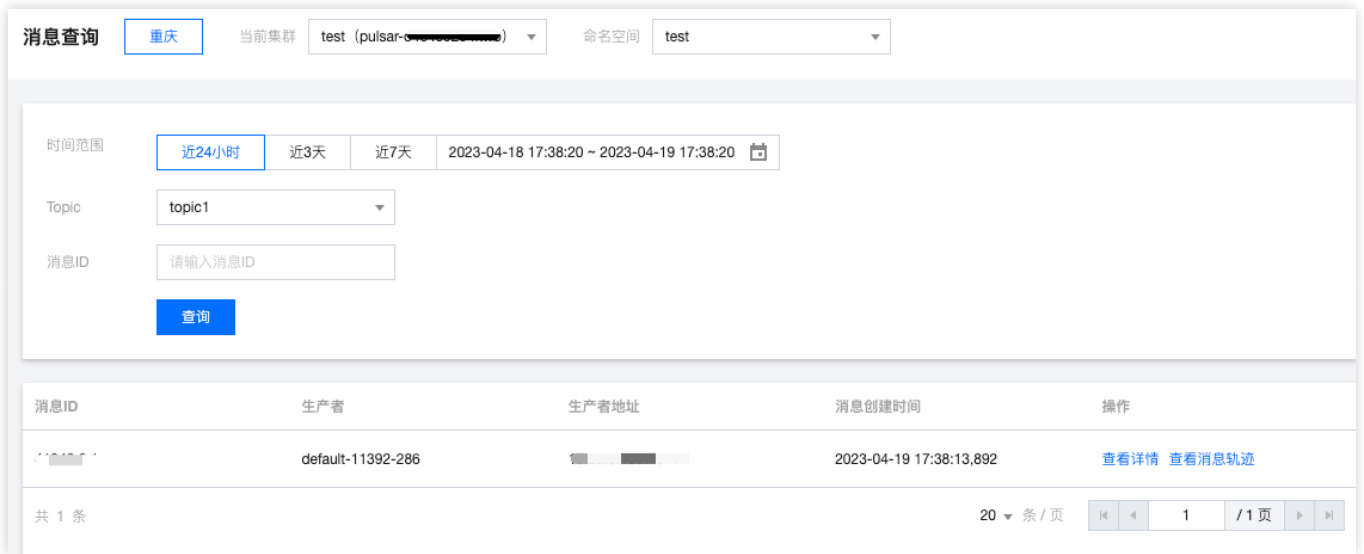 消息查询 重庆 当前集群 test（pulsar- ） 命名空间 test
时间范围 近24小时 近3天 近7天 2023-04-18 17:38:20 ~ 2023-04-19 17:38:20
Topic topic1
消息ID 请输入消息ID
查询
消息ID 生产者 生产者地址 消息创建时间 操作
default-11392-286 2023-04-19 17:38:13,892 查看详情 查看消息轨迹
共 1 条 20 条 / 页 1 / 1 页